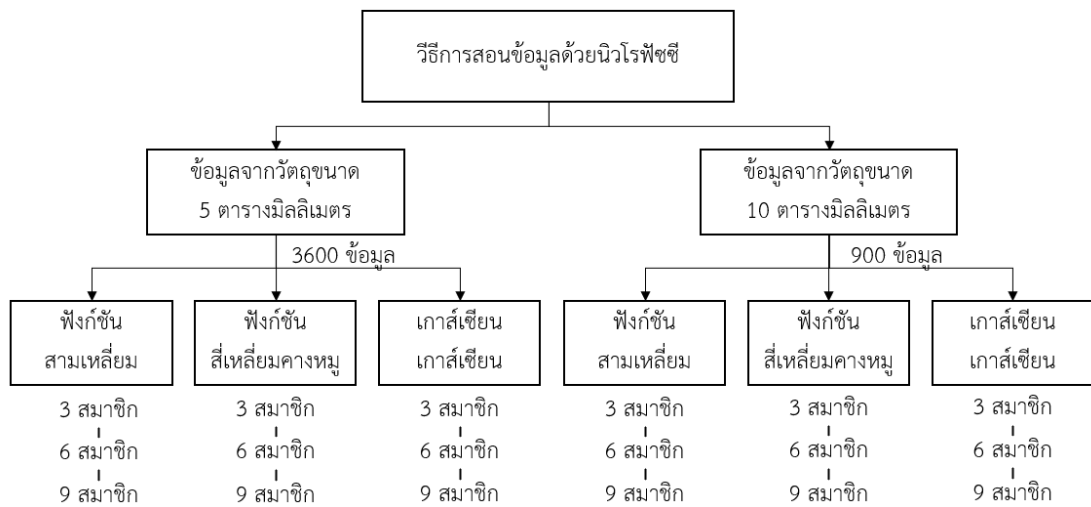 วีธีการสอนข้อมูลด้วยนิวโรฟัซซี
ข้อมูลจากวัตถุขนาด
5 ตารางมิลลิเมตร
ข้อมูลจากวัตถุขนาด
10 ตารางมิลลิเมตร
3600 ข้อมูล
900 ข้อมูล
ฟังก์ชัน
สามเหลี่ยม
ฟังก์ชัน
สี่เหลี่ยมคางหมู
เกาส์เซียน
เกาส์เซียน
ฟังก์ชัน
สามเหลี่ยม
ฟังก์ชัน
สี่เหลี่ยมคางหมู
เกาส์เซียน
เกาส์เซียน
3 สมาชิก
6 สมาชิก
9 สมาชิก
3 สมาชิก
6 สมาชิก
9 สมาชิก
3 สมาชิก
6 สมาชิก
9 สมาชิก
3 สมาชิก
6 สมาชิก
9 สมาชิก
3 สมาชิก
6 สมาชิก
9 สมาชิก
3 สมาชิก
6 สมาชิก
9 สมาชิก